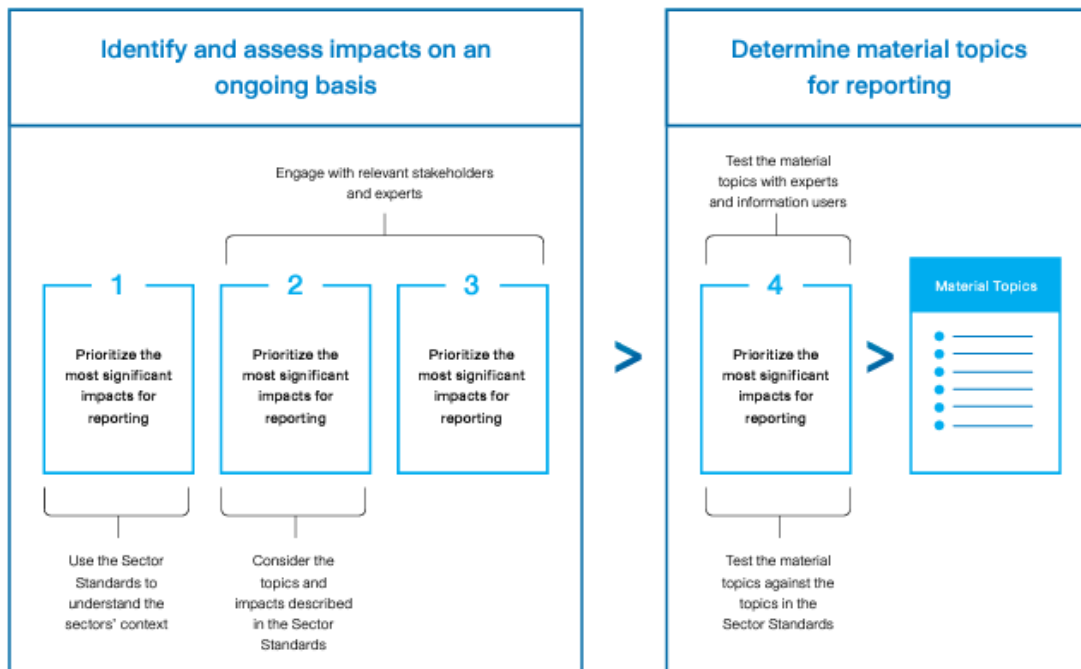 Identify and assess impacts on an
ongoing basis
Engage with relevant stakeholders
and experts
1
Prioritize the
most significant
impacts for
reporting
2
Prioritize the
most significant
impacts for
reporting
3
Prioritize the
most significant
impacts for
reporting
Use the Sector
Standards to
understand the
sectors' context
Consider the
topics and
impacts described
in the Sector
Standards
>
Determine material topics
for reporting
Test the material
topics with experts
and information users
4
Prioritize the
most significant
impacts for
reporting
Test the material
topics against the
topics in the
Sector Standards
>
Material Topics